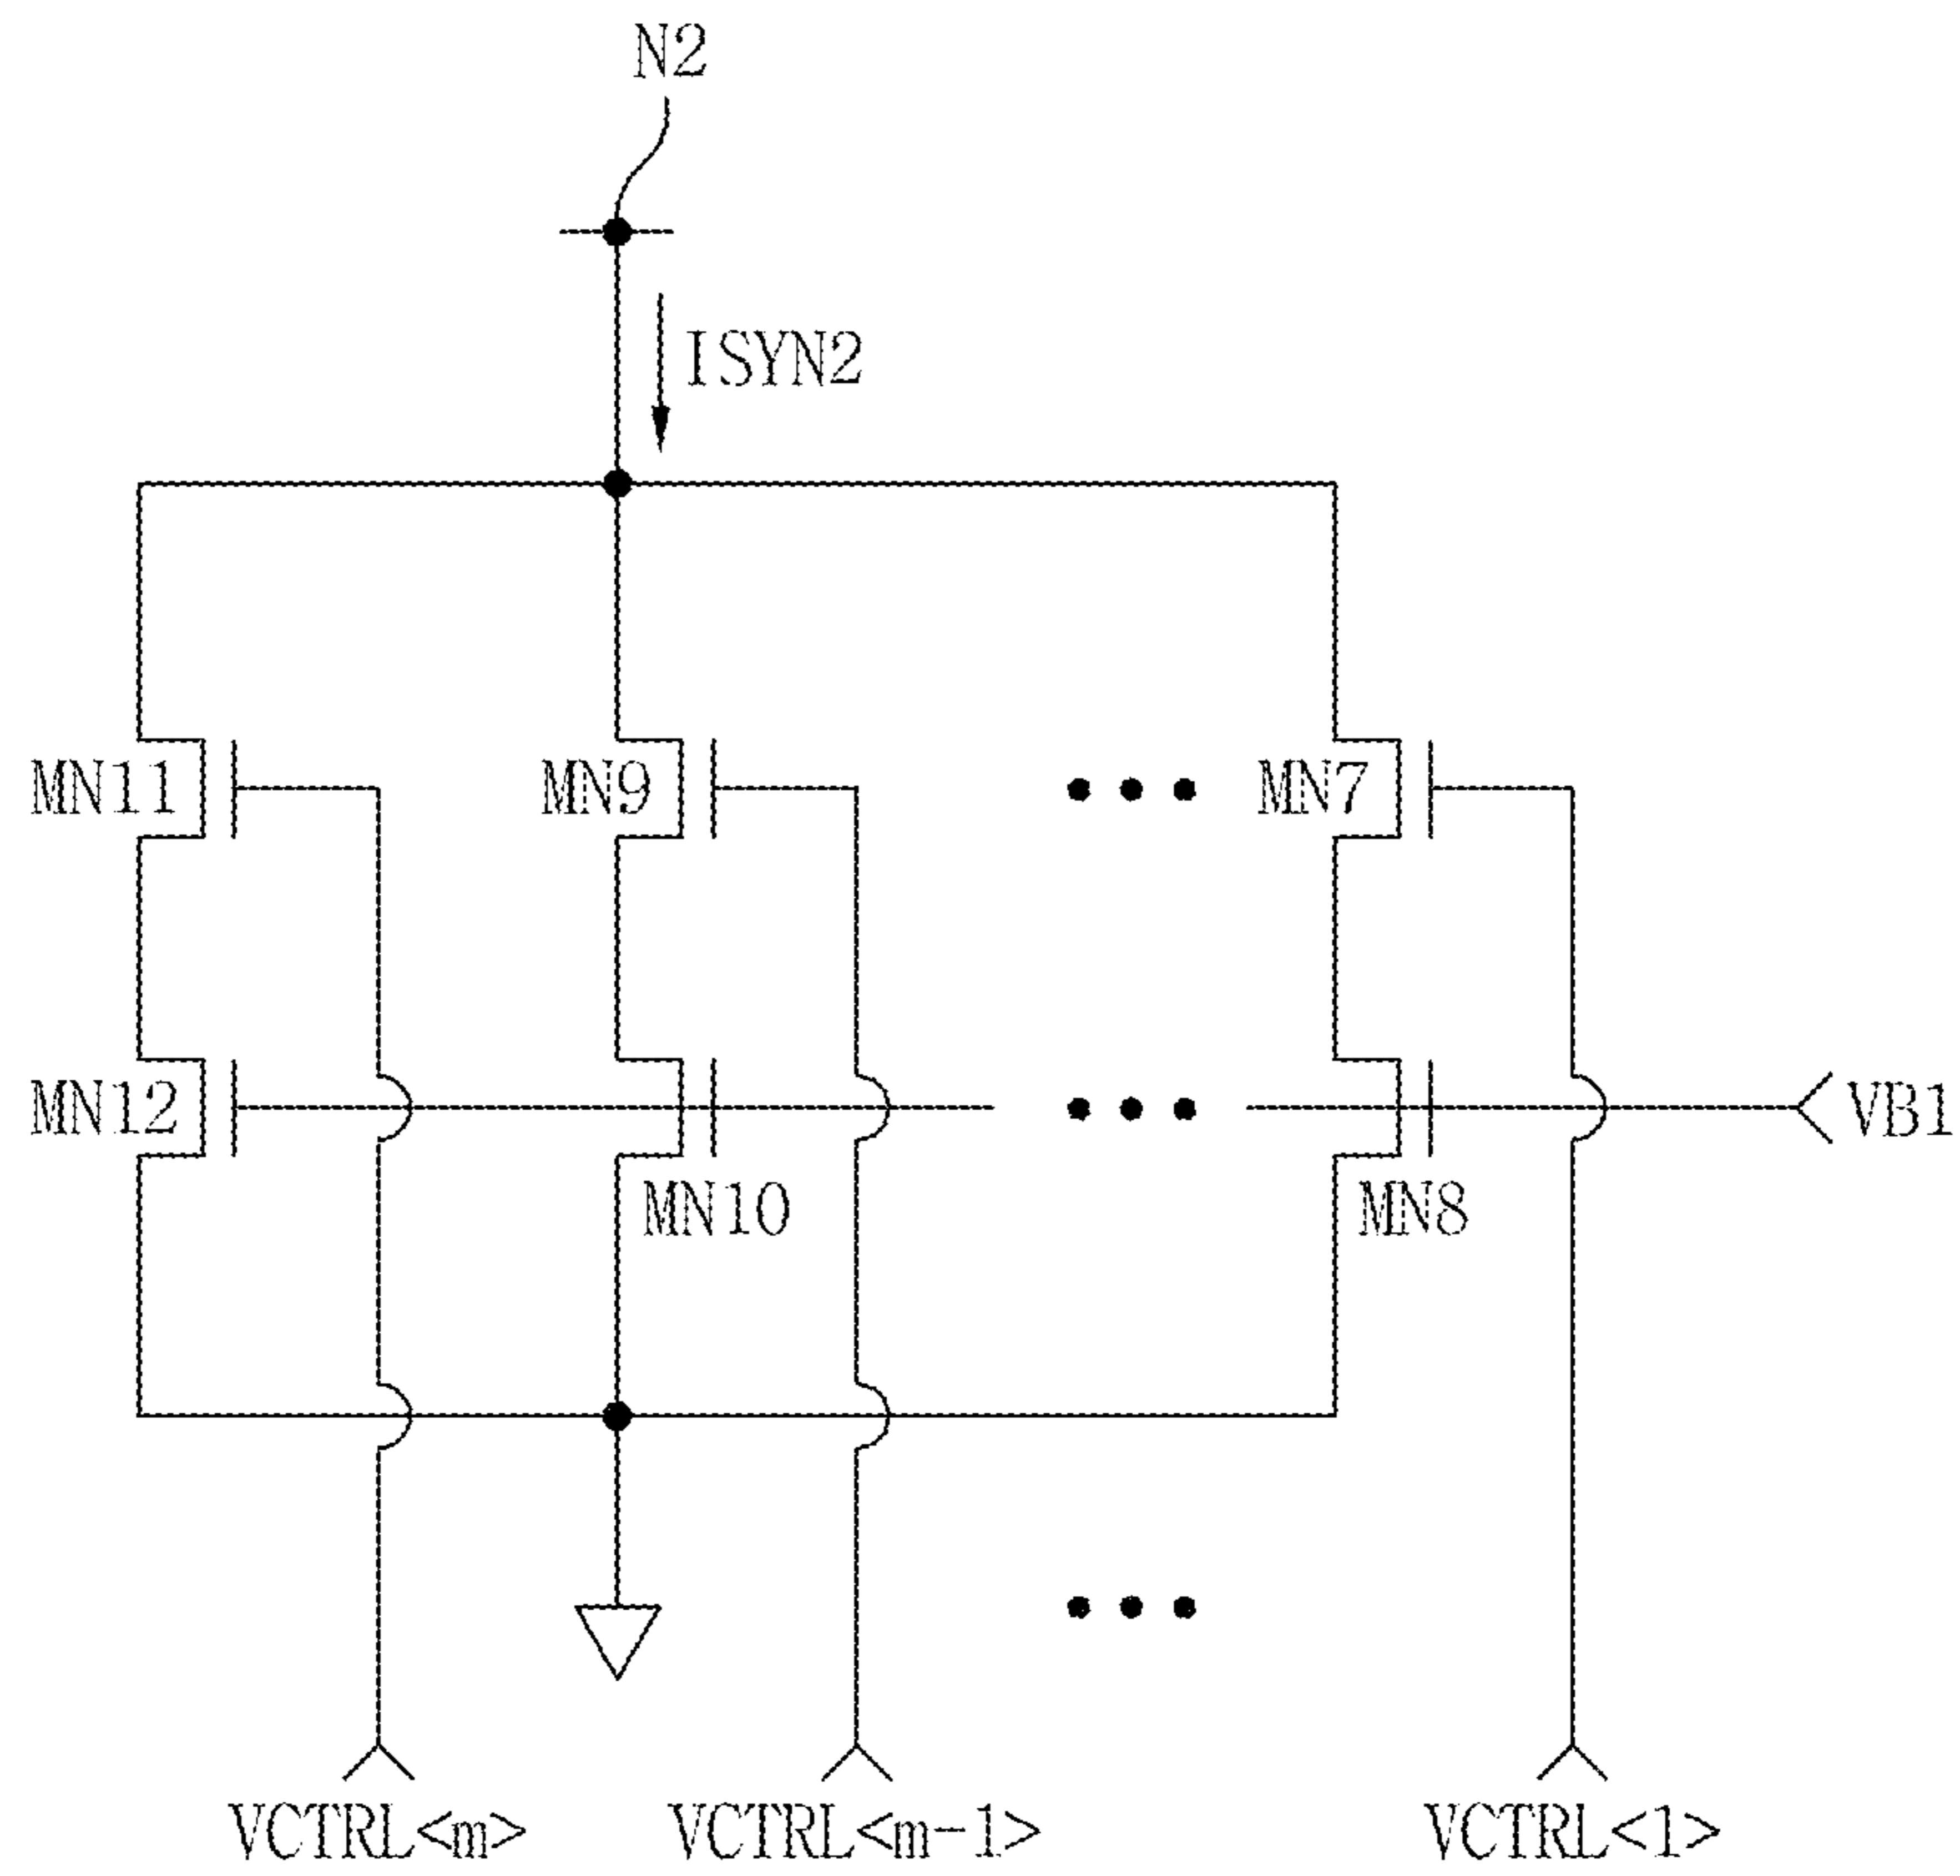 N2
ISYN2
MN11
MN9
MN7
MN12
VB1
MN10
MN8
VCTRL<m>
VCTRL<m-1>
VCTRL<1>